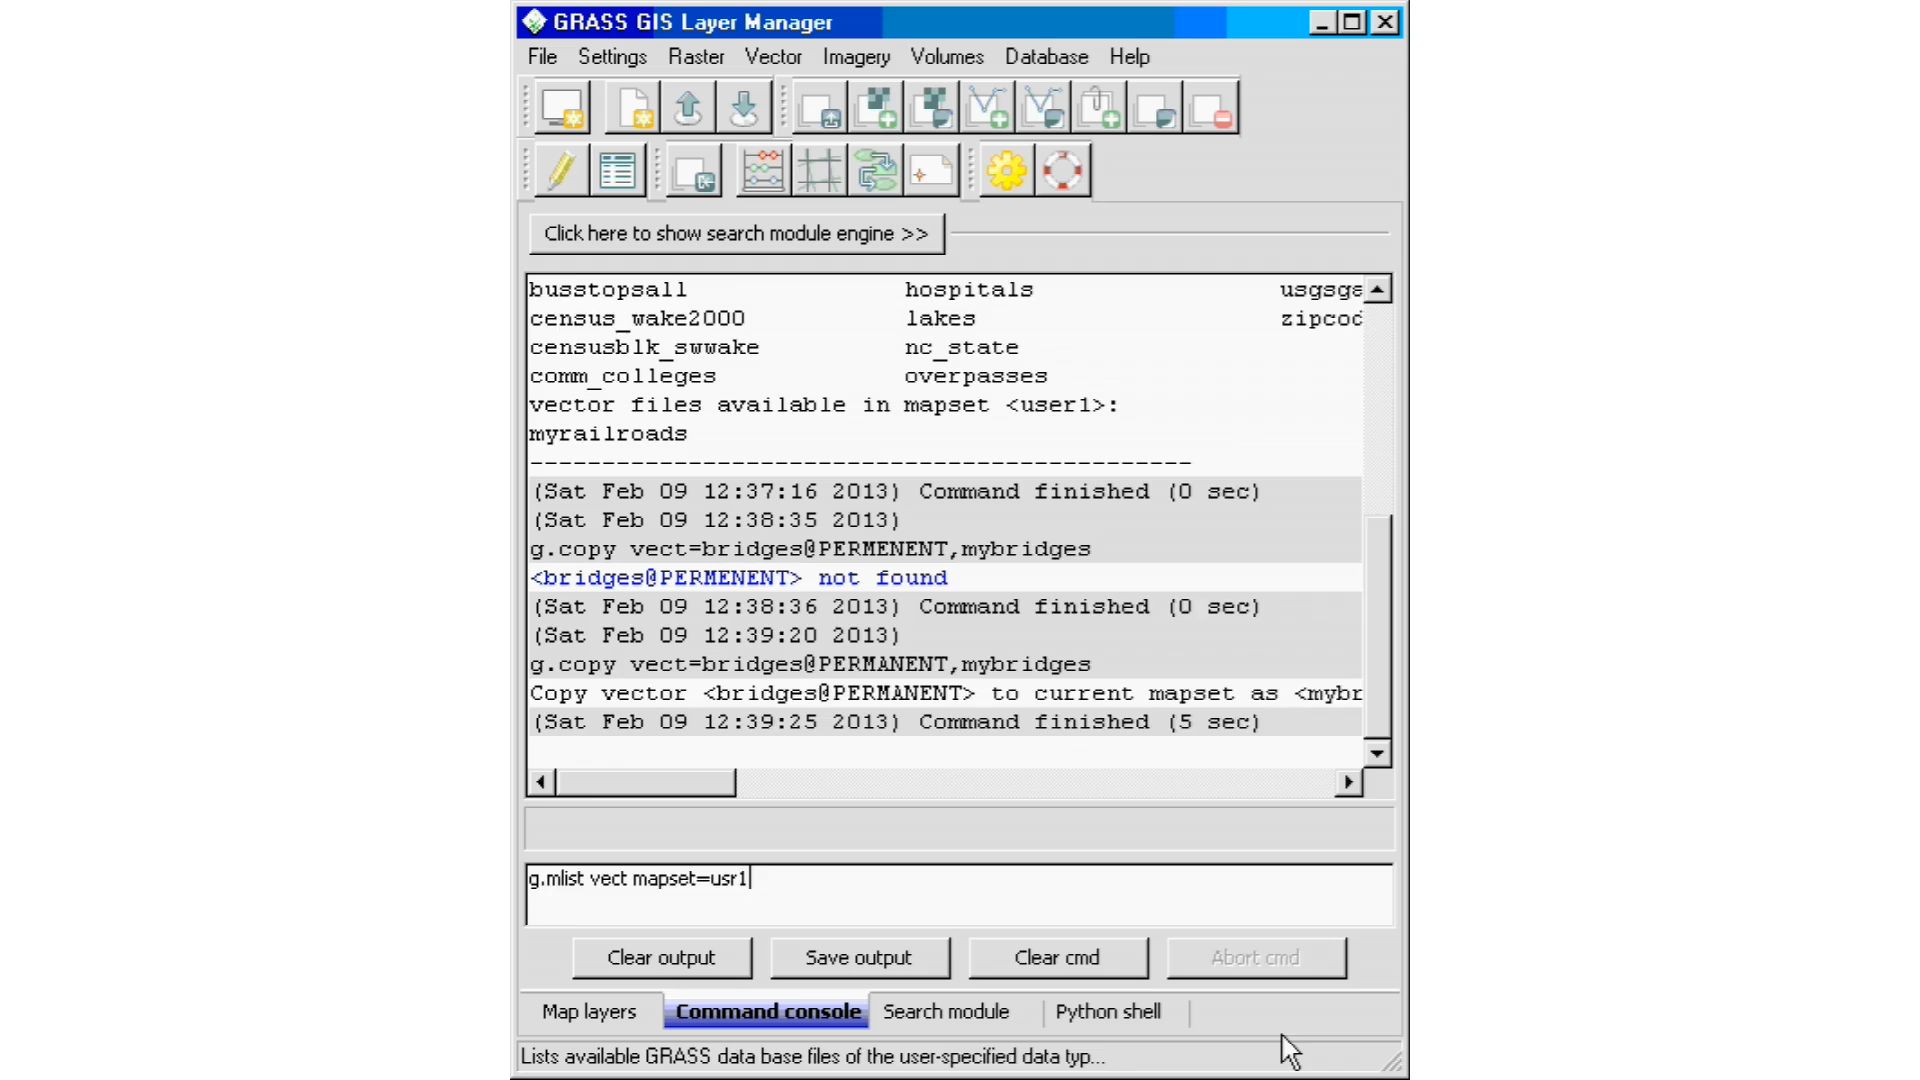 GRASS GIS Layer Manager
File Settings Raster Vector Imagery Volumes Database Help
Click here to show search module engine >>
busstopsall hospitals usgsga
census_wake2000 lakes zipcod
censusblk_swwake nc_state
comm_colleges overpasses
vector files available in mapset <user1>:
myrailroads
----------------------------------------------
(Sat Feb 09 12:37:16 2013) Command finished (0 sec)
(Sat Feb 09 12:38:35 2013)
g.copy vect=bridges@PERMENENT,mybridges
<bridges@PERMENENT> not found
(Sat Feb 09 12:38:36 2013) Command finished (0 sec)
(Sat Feb 09 12:39:20 2013)
g.copy vect=bridges@PERMANENT,mybridges
Copy vector <bridges@PERMANENT> to current mapset as <mybr
(Sat Feb 09 12:39:25 2013) Command finished (5 sec)
g.mlist vect mapset=usr1
Clear output Save output Clear cmd Abort cmd
Map layers Command console Search module Python shell
Lists available GRASS data base files of the user-specified data typ...